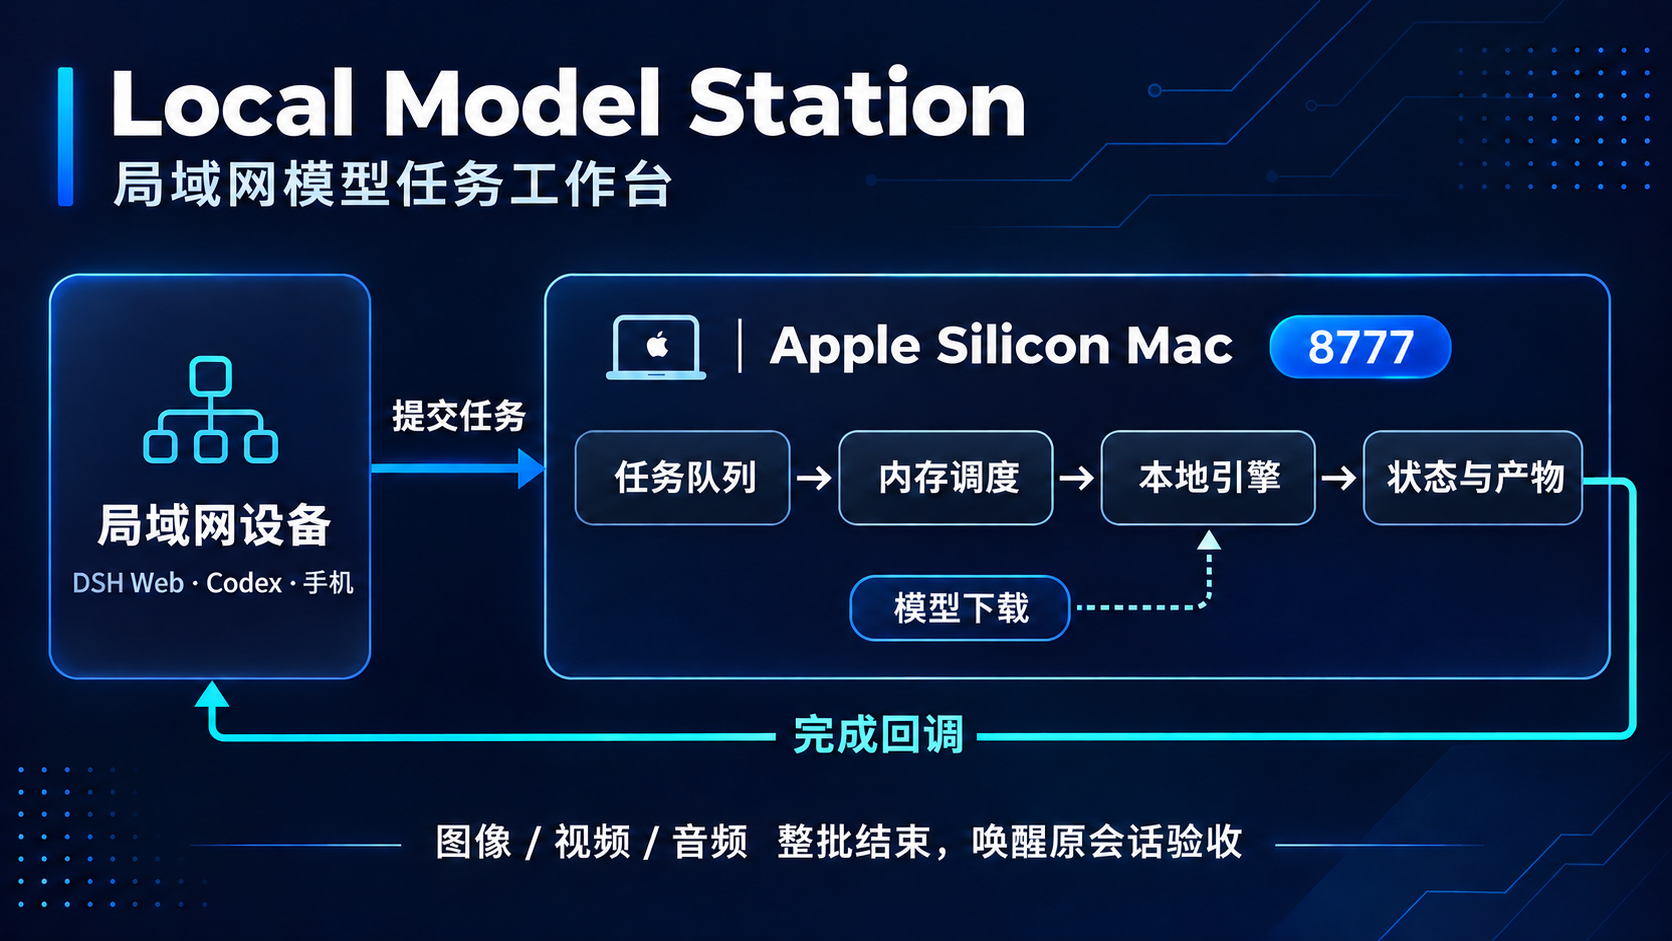 Local Model Station
局域网模型任务工作台
局域网设备
DSH Web · Codex · 手机
提交任务
Apple Silicon Mac
8777
任务队列
内存调度
本地引擎
状态与产物
模型下载
完成回调
图像 / 视频 / 音频 整批结束，唤醒原会话验收